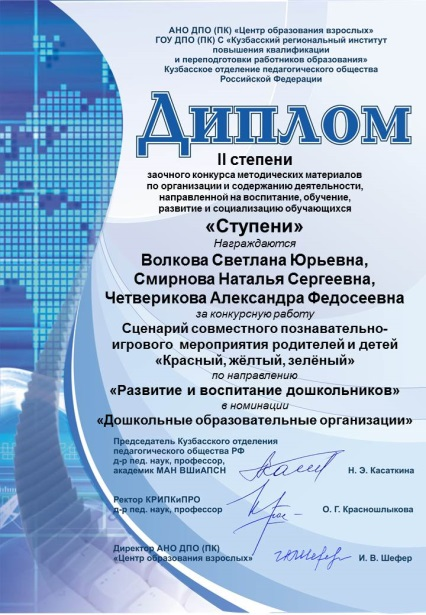 АНО ДПО (ПК) «Центр образования взрослых»
ГОУ ДПО (ПК) С «Кузбасский региональный институт
повышения квалификации
и переподготовки работников образования»
Кузбасское отделение педагогического общества
Российской Федерации
Диплом
II степени
заочного конкурса методических материалов
по организации и содержанию деятельности,
направленной на воспитание, обучение,
развитие и социализацию обучающихся
«Ступени»
Награждаются
Волкова Светлана Юрьевна,
Смирнова Наталья Сергеевна,
Четверикова Александра Федосеевна
за конкурсную работу
Сценарий совместного познавательно-
игрового мероприятия родителей и детей
«Красный, жёлтый, зелёный»
по направлению
«Развитие и воспитание дошкольников»
в номинации
«Дошкольные образовательные организации»
Председатель Кузбасского отделения
педагогического общества РФ
д-р пед. наук, профессор,
академик МАН ВШиАПСН Н. Э. Касаткина
Ректор КРИПКиПРО
д-р пед. наук, профессор О. Г. Красношлыкова
Директор АНО ДПО (ПК)
«Центр образования взрослых» И. В. Шефер